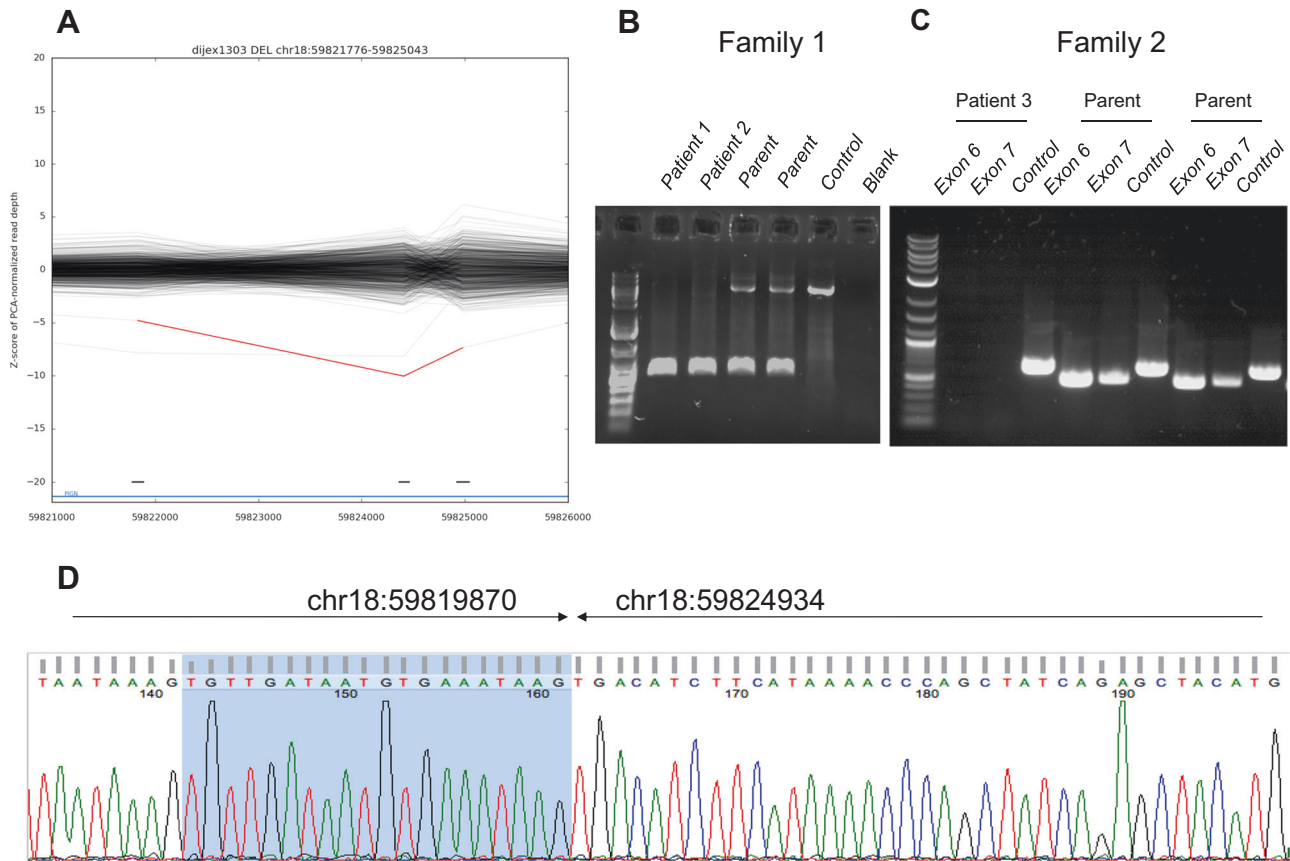 A
dijex1303 DEL chr18:59821776-59825043
Z-score of PCA-normalized read depth
20
15
10
5
0
−5
−10
−15
−20
PIGN
59821000 59822000 59823000 59824000 59825000 59826000
B
Family 1
Patient 1 Patient 2 Parent Parent Control Blank
C
Family 2
Patient 3 Parent Parent
Exon 6 Exon 7 Control Exon 6 Exon 7 Control Exon 6 Exon 7 Control
D
chr18:59819870 chr18:59824934
TAATAAAGTGTTGATAATGTGAAATAAGTGACATCTTCATAAAACCCAGCTATCAGAGCTACATG
140 150 160 170 180 190